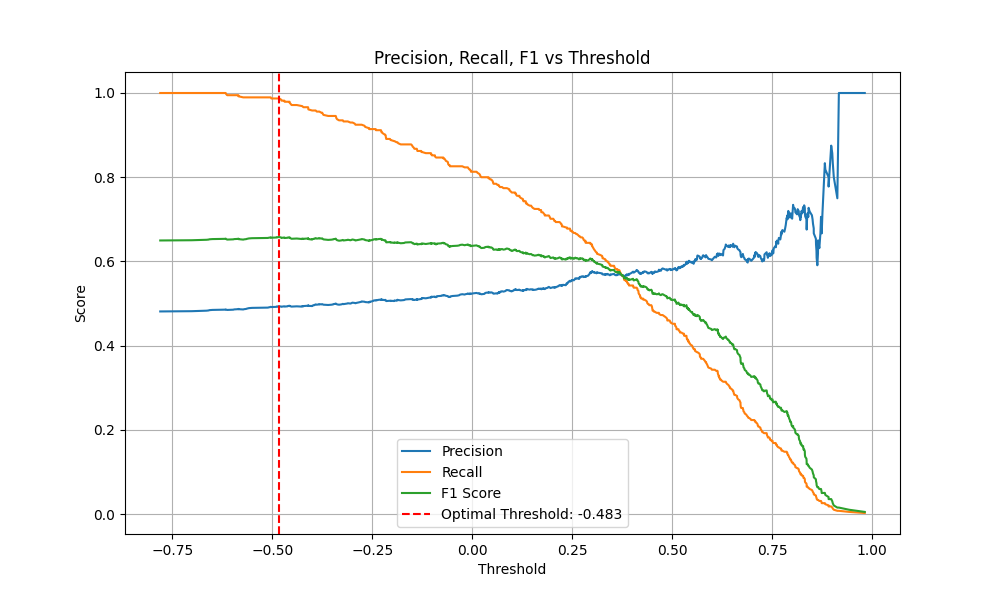 Precision, Recall, F1 vs Threshold
Score
1.0
0.8
0.6
0.4
0.2
0.0
Precision
Recall
F1 Score
Optimal Threshold: -0.483
−0.75 −0.50 −0.25 0.00 0.25 0.50 0.75 1.00
Threshold